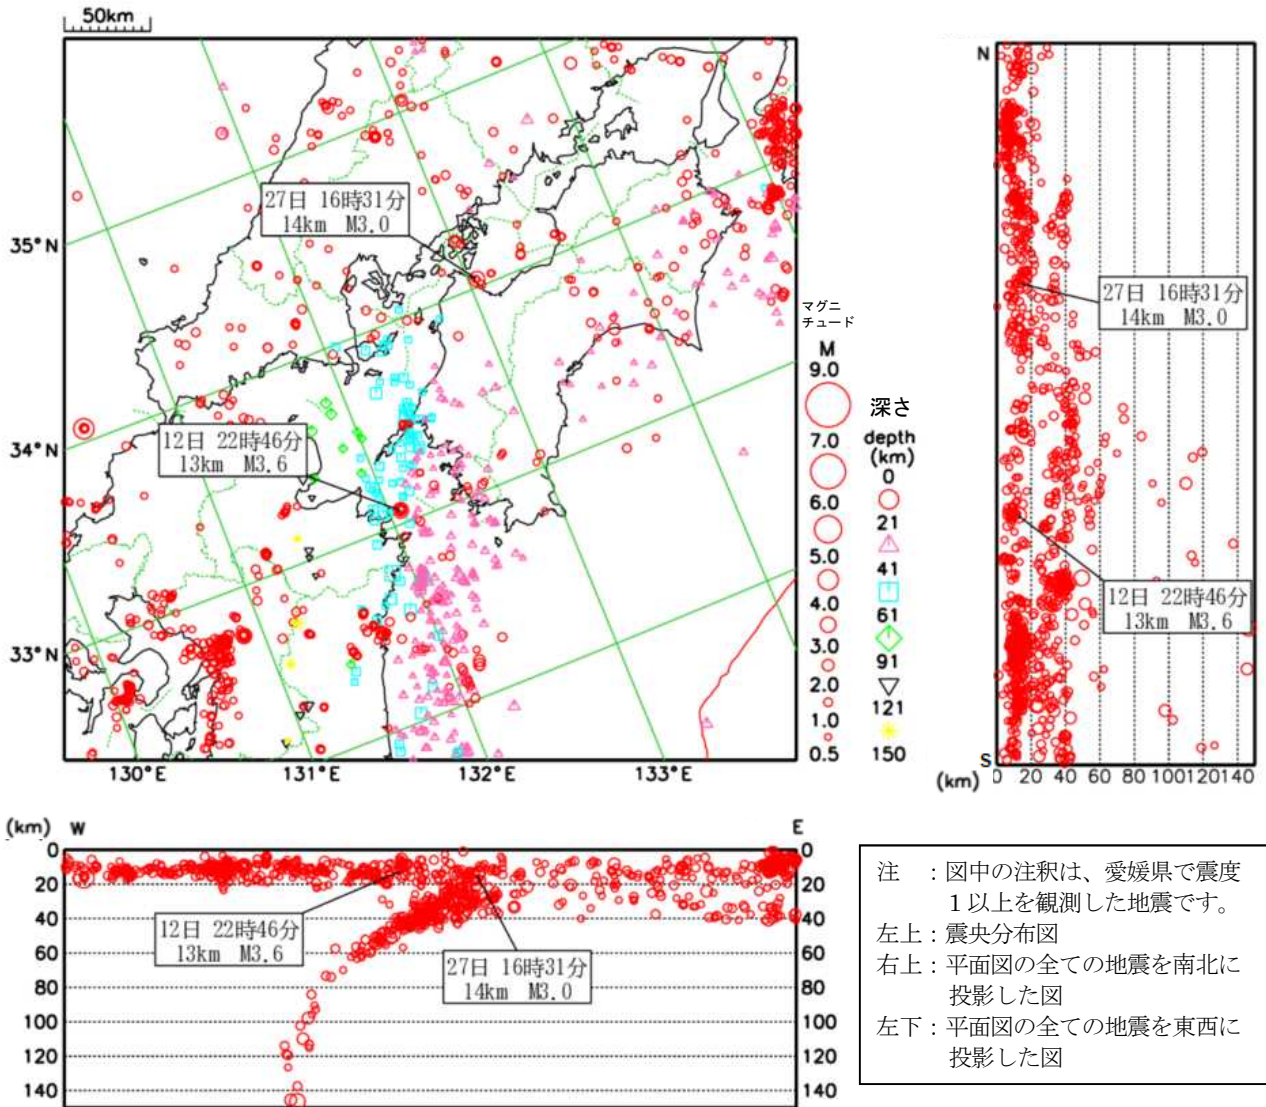 50km
27日 16時31分
14km M3.0
12日 22時46分
13km M3.6
35°N
34°N
33°N
130°E
131°E
132°E
133°E
マグニ
チュード
M
9.0
7.0
6.0
5.0
4.0
3.0
2.0
1.0
0.5
深さ
depth
(km)
0
21
41
61
91
121
150
N
27日 16時31分
14km M3.0
12日 22時46分
13km M3.6
S
(km)
0 20 40 60 80 100 120 140
(km) W
E
0
20
40
60
80
100
120
140
12日 22時46分
13km M3.6
27日 16時31分
14km M3.0
0
20
40
60
80
100
120
140
注 :図中の注釈は、愛媛県で震度
1以上を観測した地震です。
左上:震央分布図
右上:平面図の全ての地震を南北に
投影した図
左下:平面図の全ての地震を東西に
投影した図